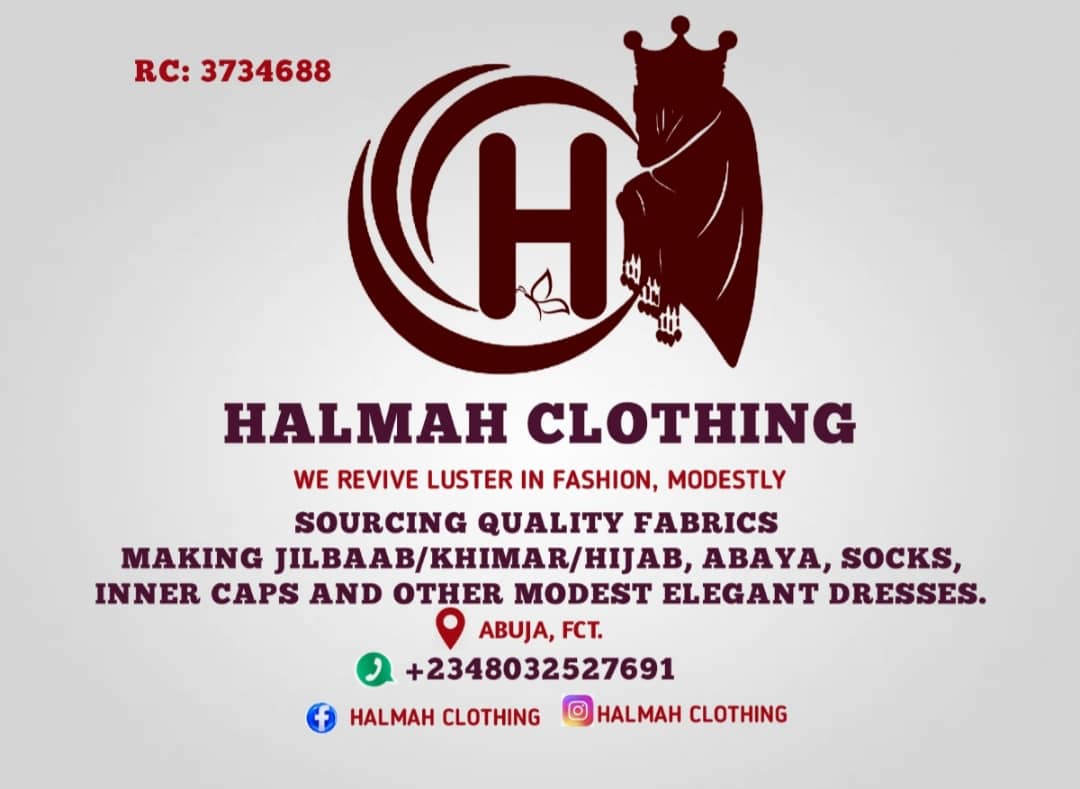 RC: 3734688
H
HALMAH CLOTHING
WE REVIVE LUSTER IN FASHION, MODESTLY
SOURCING QUALITY FABRICS
MAKING JILBAAB/KHIMAR/HIJAB, ABAYA, SOCKS,
INNER CAPS AND OTHER MODEST ELEGANT DRESSES.
ABUJA, FCT.
+2348032527691
HALMAH CLOTHING HALMAH CLOTHING